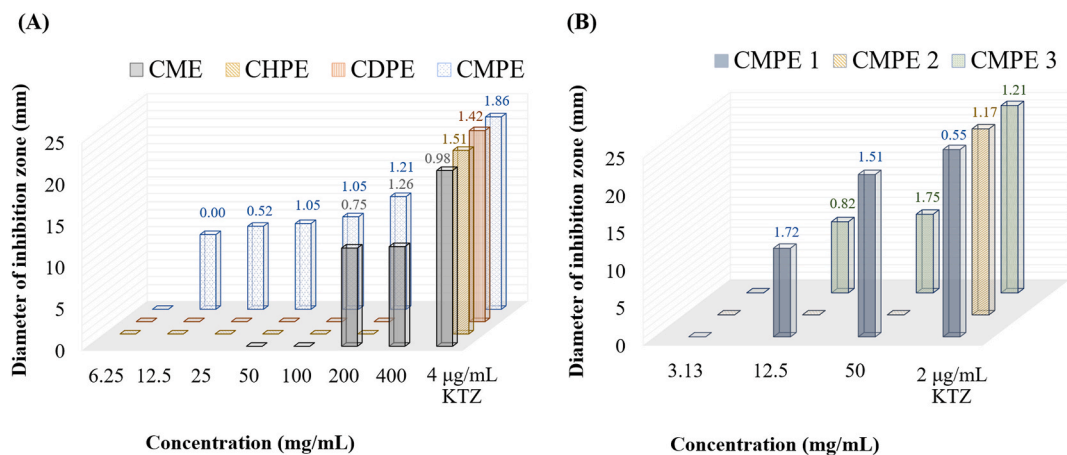 (A)
CME CHPE CDPE CMPE
Diameter of inhibition zone (mm)
25
20
15
10
5
0
0.00 0.52 1.05 1.05 1.21 1.86
0.75 1.26 0.98 1.51 1.42
6.25 12.5 25 50 100 200 400 4 μg/mL
KTZ
Concentration (mg/mL)
(B)
CMPE 1 CMPE 2 CMPE 3
Diameter of inhibition zone (mm)
25
20
15
10
5
0
0.82 1.75 1.21
1.17
1.72 1.51 0.55
3.13 12.5 50 2 μg/mL
KTZ
Concentration (mg/mL)